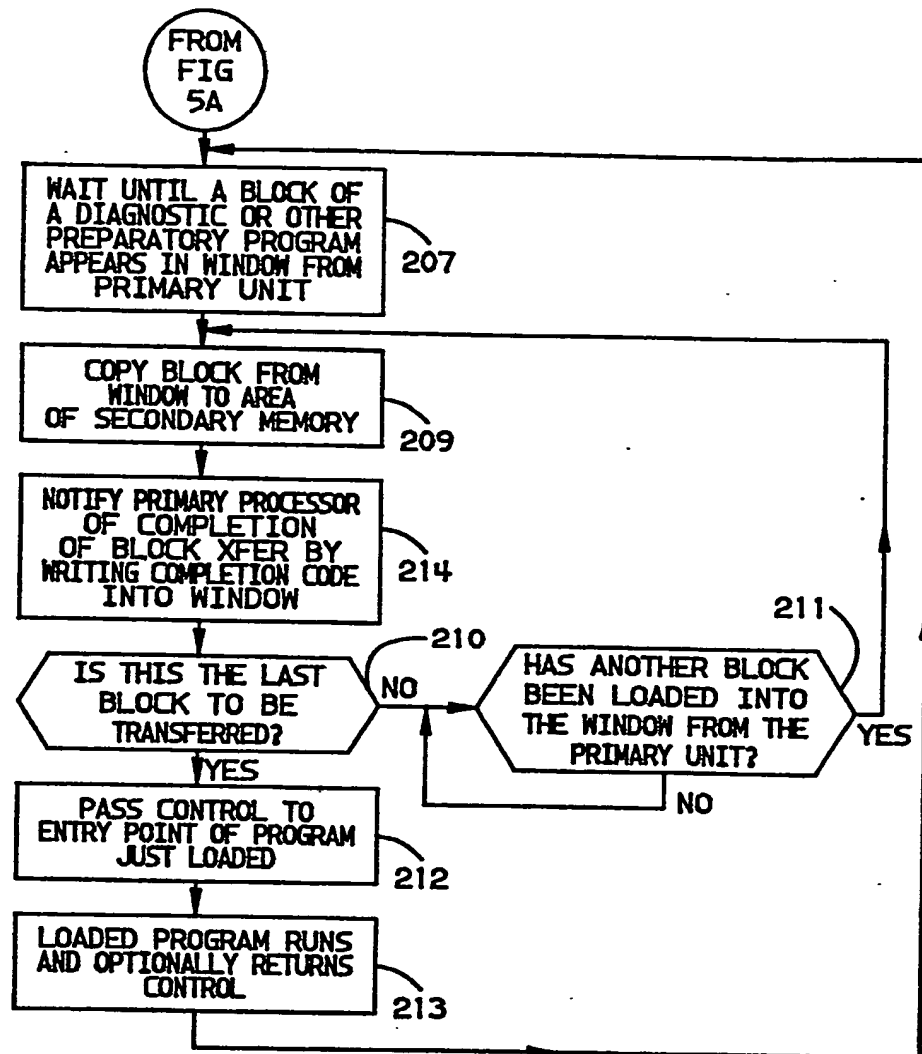 FROM
FIG
5A
WAIT UNTIL A BLOCK OF
A DIAGNOSTIC OR OTHER
PREPARATORY PROGRAM
APPEARS IN WINDOW FROM
PRIMARY UNIT
207
COPY BLOCK FROM
WINDOW TO AREA
OF SECONDARY MEMORY
209
NOTIFY PRIMARY PROCESSOR
OF COMPLETION
OF BLOCK XFER BY
WRITING COMPLETION CODE
INTO WINDOW
214
IS THIS THE LAST
BLOCK TO BE
TRANSFERRED?
210
NO
YES
HAS ANOTHER BLOCK
BEEN LOADED INTO
THE WINDOW FROM THE
PRIMARY UNIT?
211
YES
NO
PASS CONTROL TO
ENTRY POINT OF PROGRAM
JUST LOADED
212
LOADED PROGRAM RUNS
AND OPTIONALLY RETURNS
CONTROL
213